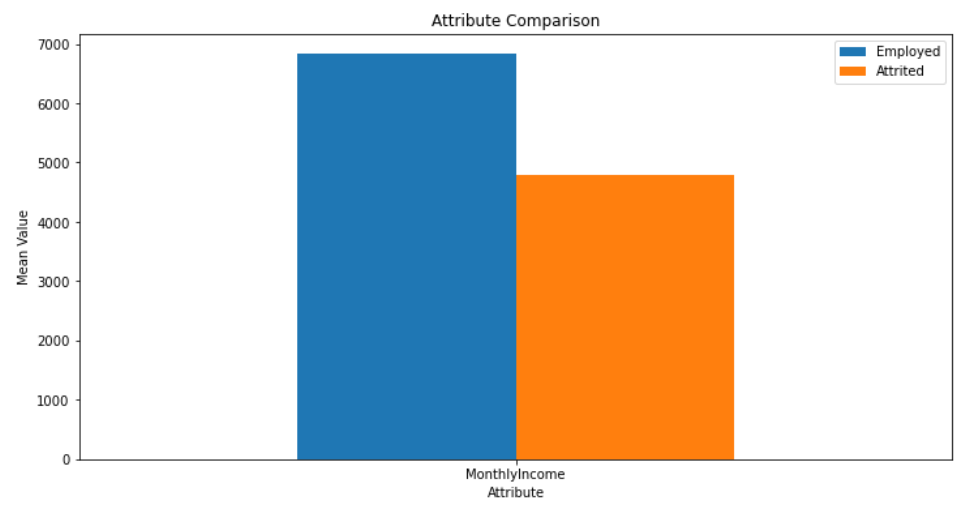 Attribute Comparison
Employed
Attrited
7000
6000
5000
4000
3000
2000
1000
0
Mean Value
MonthlyIncome
Attribute